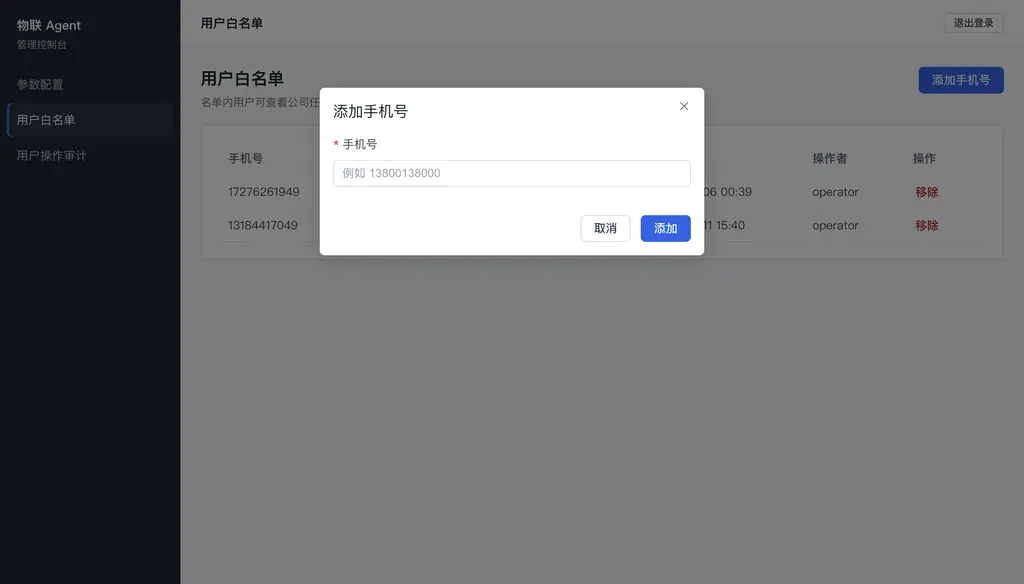 物联 Agent
管理控制台
参数配置
用户白名单
用户操作审计
用户白名单
退出登录
用户白名单
添加手机号
名单内用户可查看公司任
手机号
操作者
操作
17276261949
06 00:39
operator
移除
13184417049
11 15:40
operator
移除
添加手机号
* 手机号
例如 13800138000
取消
添加